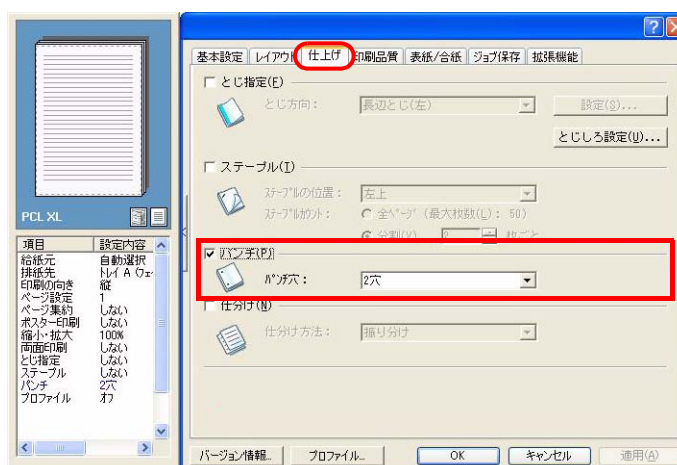 基本設定 レイアウト 仕上げ 印刷品質 表紙/合紙 ジョブ保存 拡張機能
とじ指定(F)
とじ方向： 長辺とじ(左) 設定(S)...
とじしろ設定(U)...
ステープル(T)
ステープルの位置： 左上
ステープルカウント： 全ページ (最大枚数(L)： 50)
分割(V) 2 枚ごと
パンチ(P)
パンチ穴： 2穴
仕分け(N)
仕分け方法： 振り分け
PCL XL
項目 設定内容
給紙元 自動選択
排紙先 トレイ A (フェ
印刷の向き 縦
ページ設定 1
ページ集約 しない
ポスター印刷 しない
縮小・拡大 100%
両面印刷 しない
とじ指定 しない
ステープル しない
パンチ 2穴
プロファイル オフ
バージョン情報... プロファイル... OK キャンセル 適用(A)